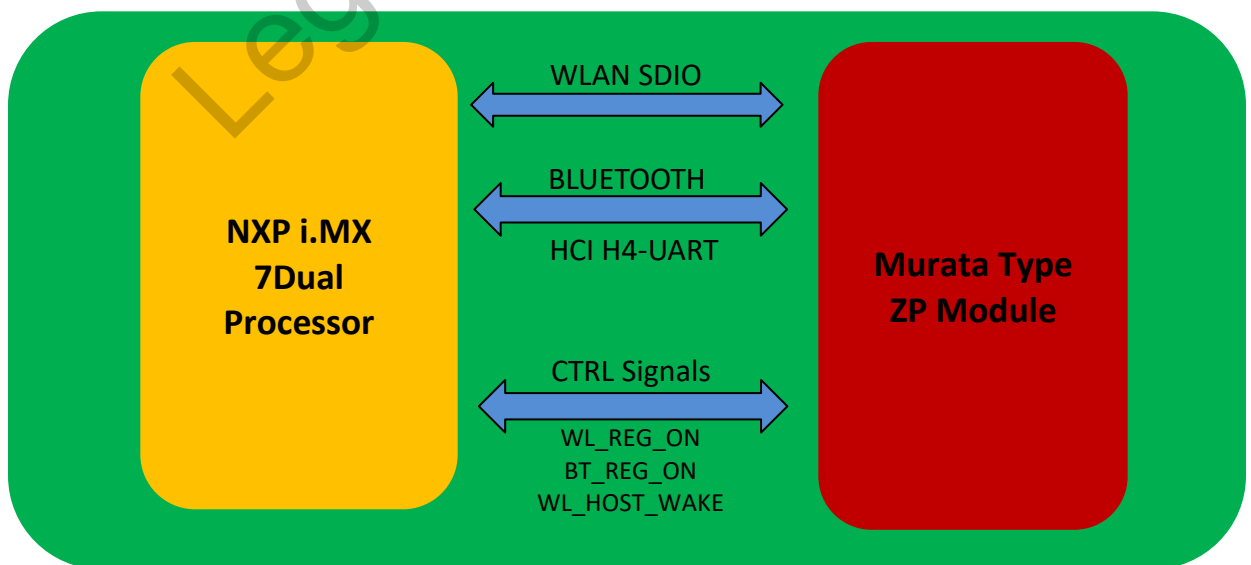 WLAN SDIO
BLUETOOTH
HCI H4-UART
NXP i.MX
7Dual
Processor
Murata Type
ZP Module
CTRL Signals
WL_REG_ON
BT_REG_ON
WL_HOST_WAKE